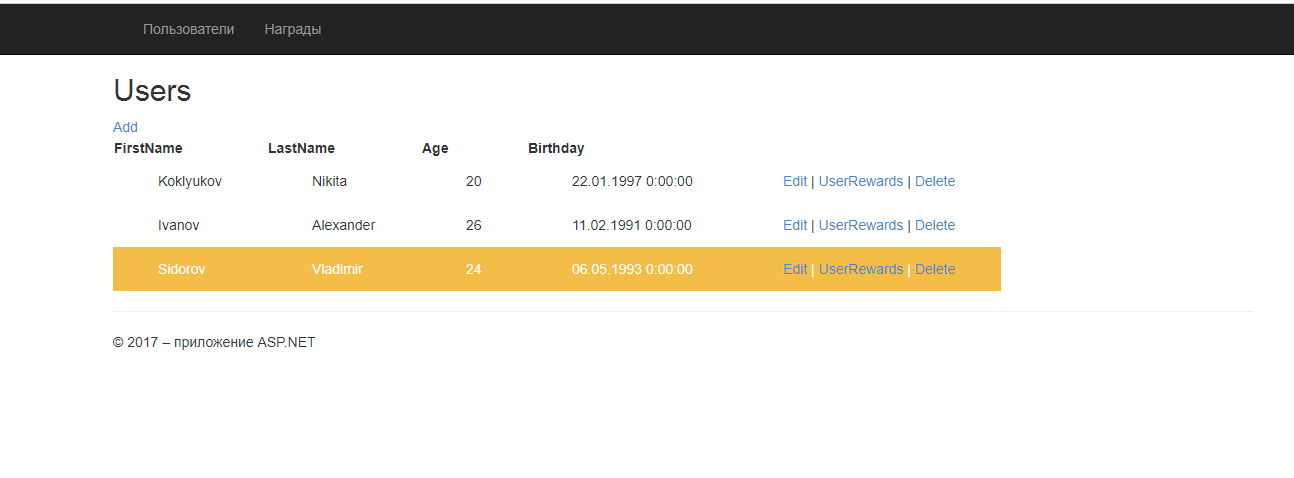 Пользователи Награды
Users
Add
FirstName LastName Age Birthday
Koklyukov Nikita 20 22.01.1997 0:00:00 Edit | UserRewards | Delete
Ivanov Alexander 26 11.02.1991 0:00:00 Edit | UserRewards | Delete
Sidorov Vladimir 24 06.05.1993 0:00:00 Edit | UserRewards | Delete
© 2017 – приложение ASP.NET